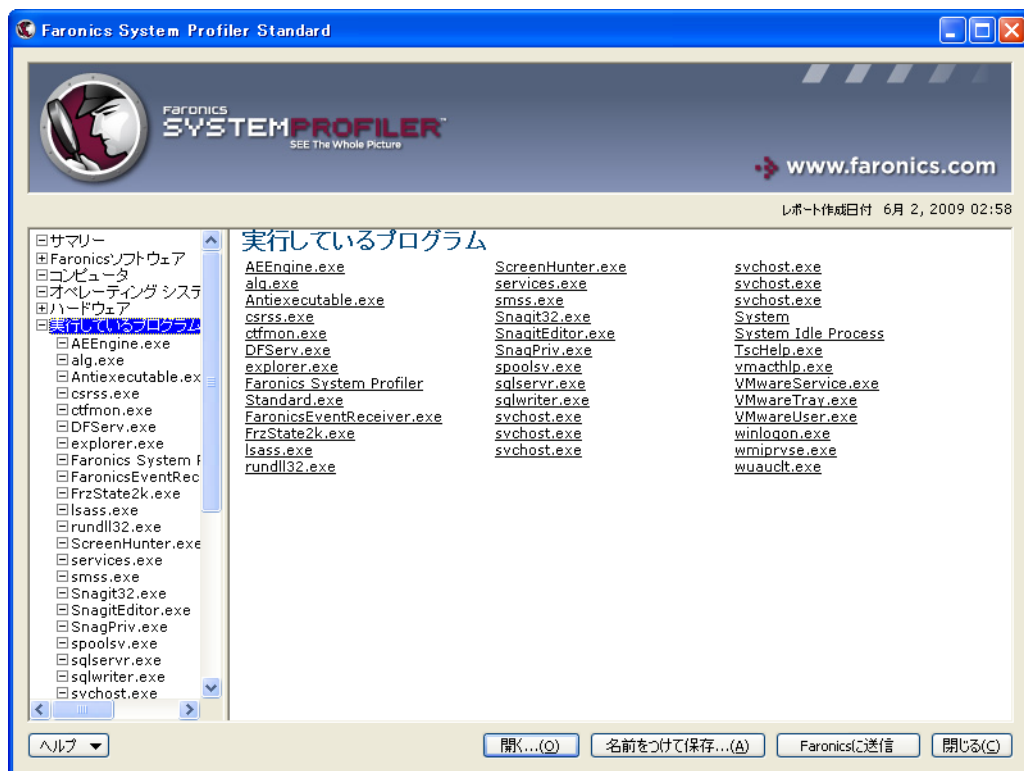 Faronics System Profiler Standard
Faronics
SYSTEMPROFILER™
SEE The Whole Picture
www.faronics.com
レポート作成日付 6月 2, 2009 02:58
サマリー
Faronicsソフトウェア
コンピュータ
オペレーティング システ
ハードウェア
実行しているプログラム
AEEngine.exe
alg.exe
Antiexecutable.ex
csrss.exe
ctfmon.exe
DFServ.exe
explorer.exe
Faronics System P
FaronicsEventRec
FrzState2k.exe
lsass.exe
rundll32.exe
ScreenHunter.exe
services.exe
smss.exe
Snagit32.exe
SnagitEditor.exe
SnagPriv.exe
spoolsv.exe
sqlservr.exe
sqlwriter.exe
svchost.exe
実行しているプログラム
AEEngine.exe
alg.exe
Antiexecutable.exe
csrss.exe
ctfmon.exe
DFServ.exe
explorer.exe
Faronics System Profiler
Standard.exe
FaronicsEventReceiver.exe
FrzState2k.exe
lsass.exe
rundll32.exe
ScreenHunter.exe
services.exe
smss.exe
Snagit32.exe
SnagitEditor.exe
SnagPriv.exe
spoolsv.exe
sqlservr.exe
sqlwriter.exe
svchost.exe
svchost.exe
svchost.exe
svchost.exe
svchost.exe
svchost.exe
System
System Idle Process
TscHelp.exe
vmacthlp.exe
VMwareService.exe
VMwareTray.exe
VMwareUser.exe
winlogon.exe
wmiprvse.exe
wuauclt.exe
ヘルプ
開く...(O)
名前をつけて保存...(A)
Faronicsに送信
閉じる(C)